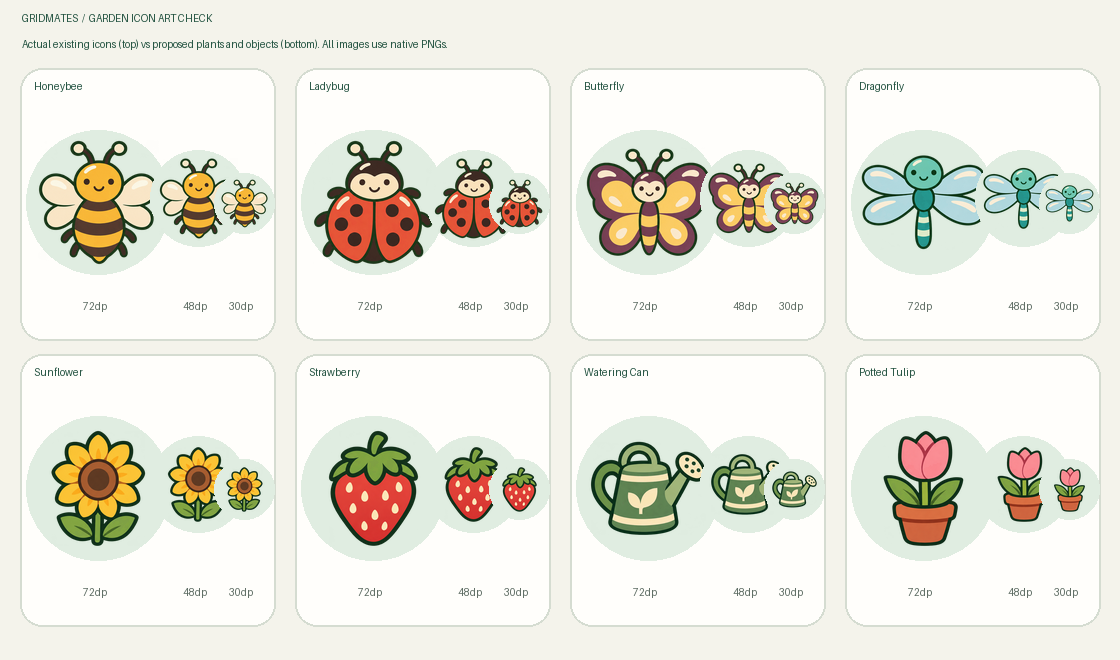 GRIDMATES / GARDEN ICON ART CHECK
Actual existing icons (top) vs proposed plants and objects (bottom). All images use native PNGs.
Honeybee
Ladybug
Butterfly
Dragonfly
72dp 48dp 30dp
72dp 48dp 30dp
72dp 48dp 30dp
72dp 48dp 30dp
Sunflower
Strawberry
Watering Can
Potted Tulip
72dp 48dp 30dp
72dp 48dp 30dp
72dp 48dp 30dp
72dp 48dp 30dp